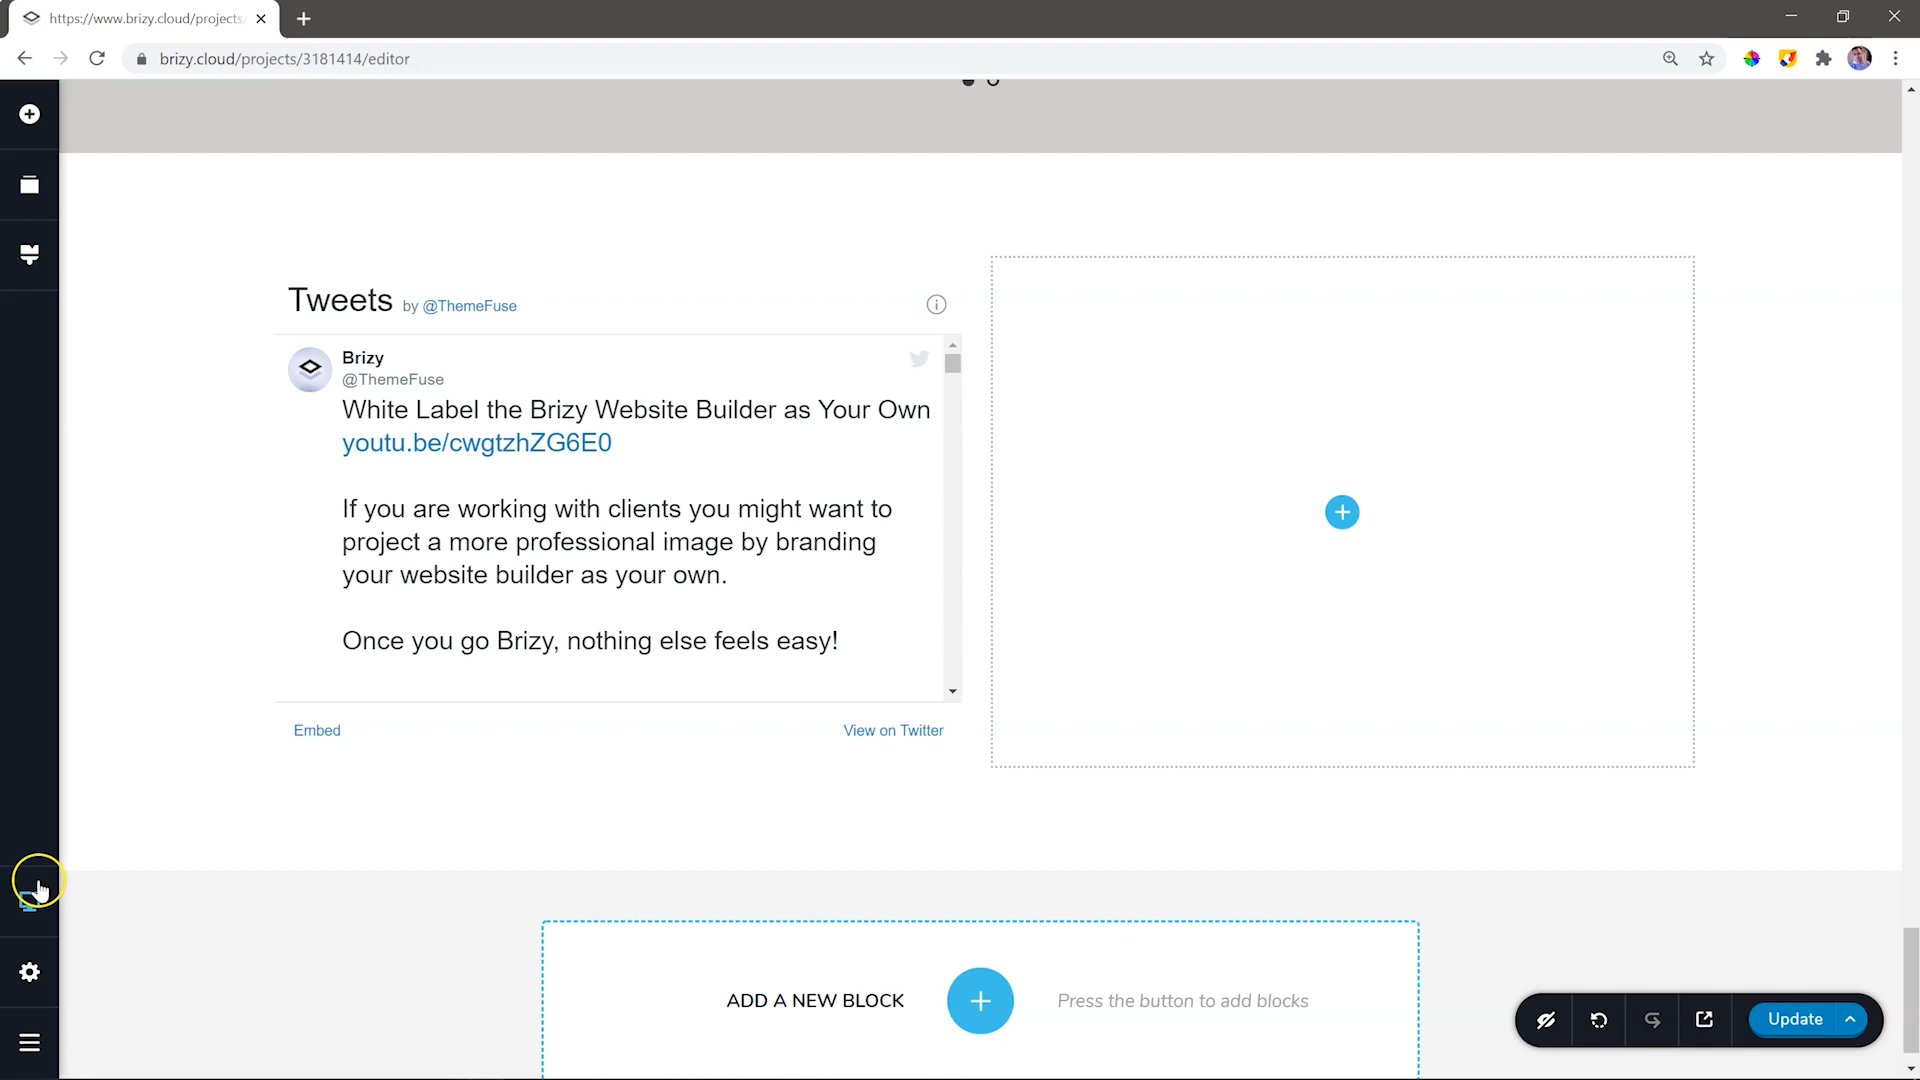 https://www.brizy.cloud/projects
brizy.cloud/projects/3181414/editor
Tweets by @ThemeFuse
Brizy
@ThemeFuse
White Label the Brizy Website Builder as Your Own
youtu.be/cwgtzhZG6E0
If you are working with clients you might want to
project a more professional image by branding
your website builder as your own.
Once you go Brizy, nothing else feels easy!
Embed
View on Twitter
ADD A NEW BLOCK
Press the button to add blocks
Update